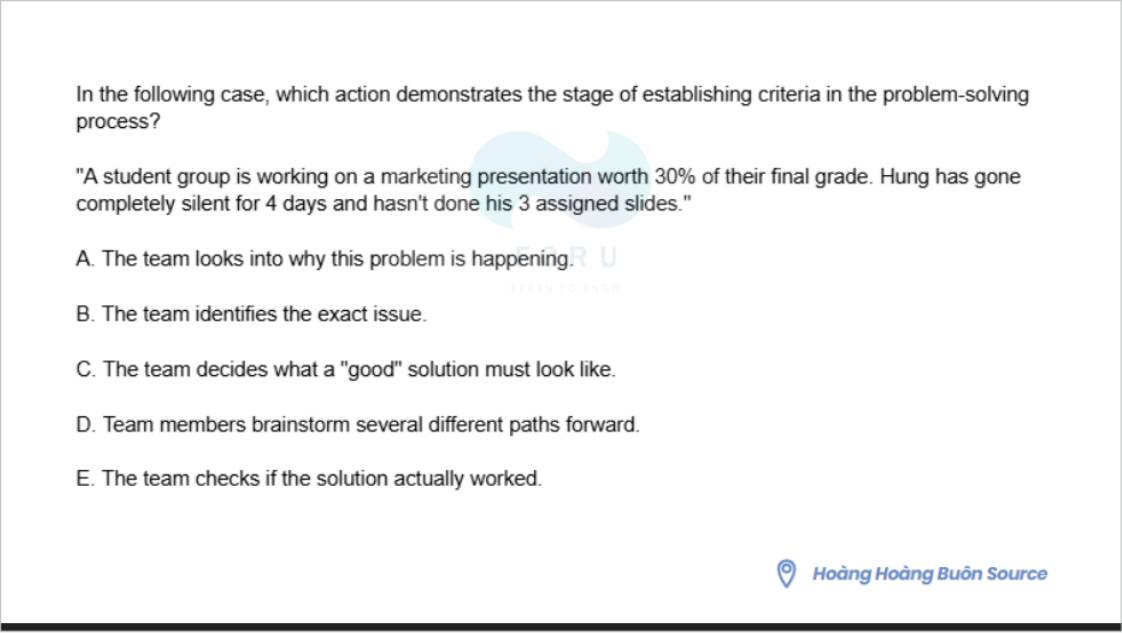 In the following case, which action demonstrates the stage of establishing criteria in the problem-solving
process?
"A student group is working on a marketing presentation worth 30% of their final grade. Hung has gone
completely silent for 4 days and hasn't done his 3 assigned slides."
A. The team looks into why this problem is happening.
FORU
LEARN TO KNOW
B. The team identifies the exact issue.
C. The team decides what a "good" solution must look like.
D. Team members brainstorm several different paths forward.
E. The team checks if the solution actually worked.
Hoàng Hoàng Buôn Source